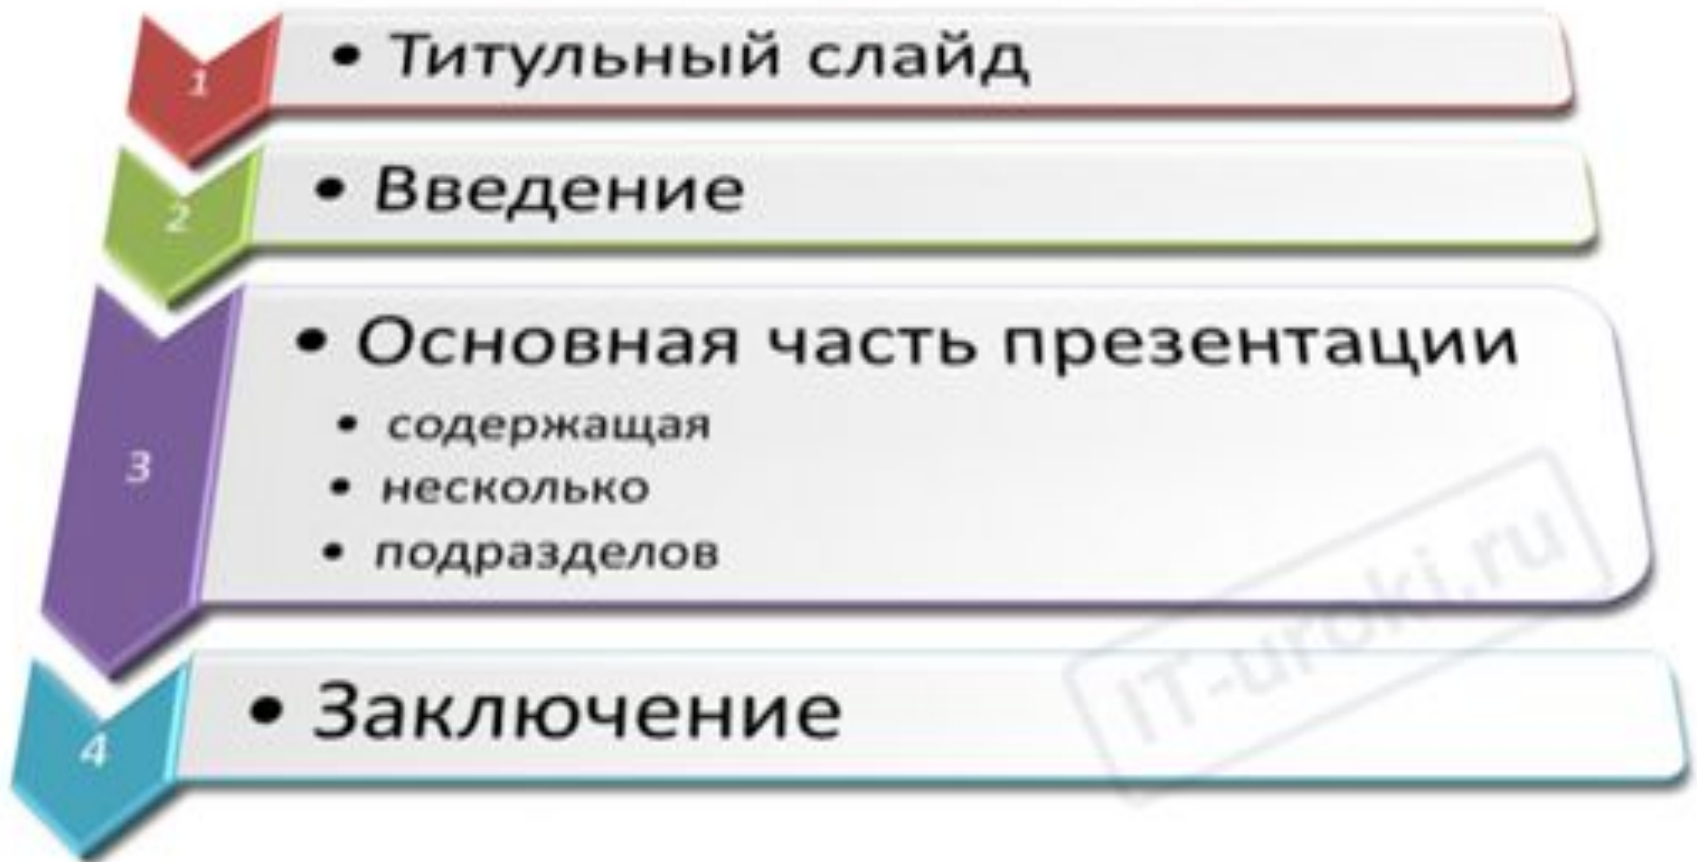 1
• Титульный слайд
2
• Введение
3
• Основная часть презентации
• содержащая
• несколько
• подразделов
4
• Заключение
IT-uroki.ru